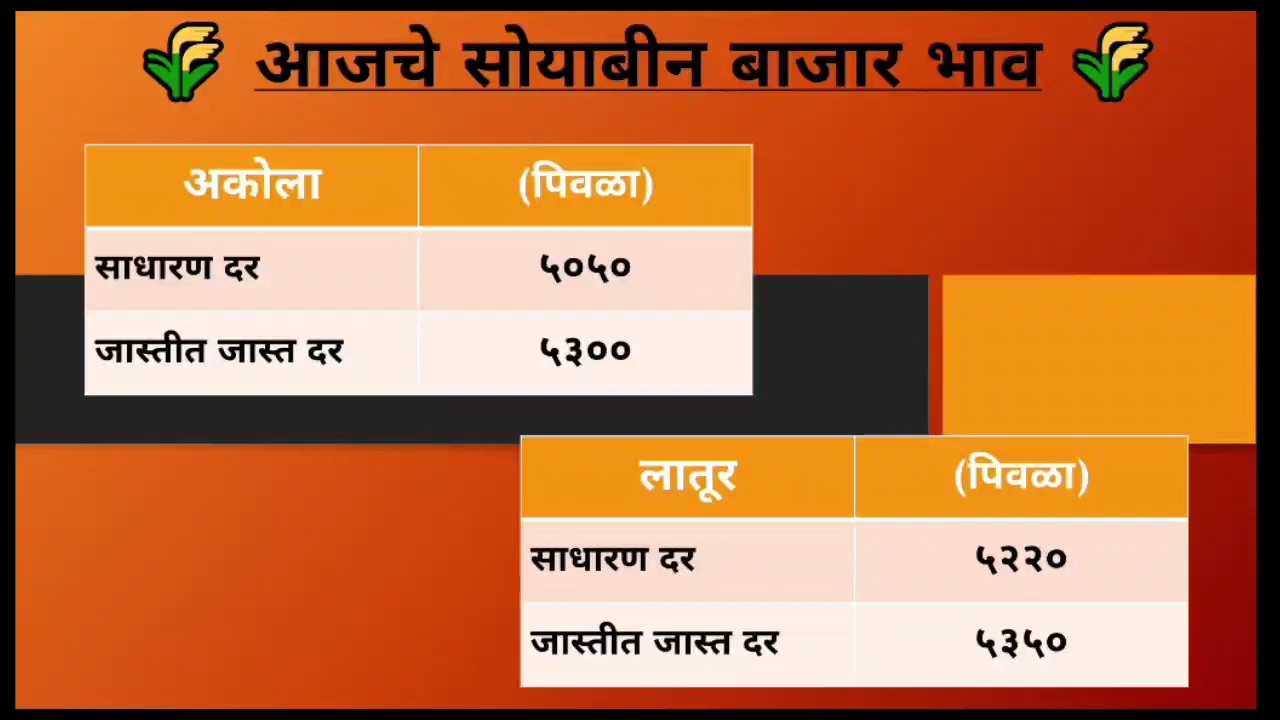 आजचे सोयाबीन बाजार भाव
अकोला (पिवळा)
साधारण दर ५०५०
जास्तीत जास्त दर ५३००
लातूर (पिवळा)
साधारण दर ५२२०
जास्तीत जास्त दर ५३५०